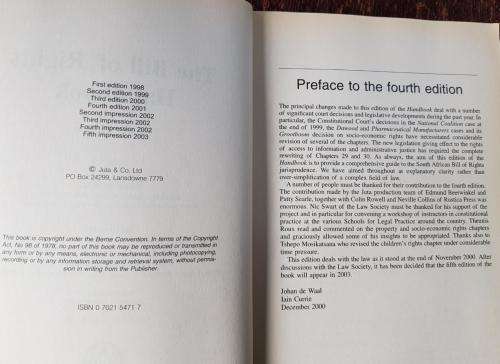 First edition 1998
Second edition 1999
Third edition 2000
Fourth edition 2001
Second impression 2002
Third impression 2002
Fourth impression 2002
Fifth impression 2003
© Juta & Co. Ltd
PO Box 24299, Lansdowne 7779
This book is copyright under the Berne Convention. In terms of the Copyright
Act, No 98 of 1978, no part of this book may be reproduced or transmitted in
any form or by any means, electronic or mechanical, including photocopying,
recording or by any information storage and retrieval system, without permis-
sion in writing from the Publisher.
ISBN 0 7021 5471 7
Preface to the fourth edition
The principal changes made to this edition of the Handbook deal with a number
of significant court decisions and legislative developments during the past year. In
particular, the Constitutional Court's decisions in the National Coalition case at
the end of 1999, the Dawood and Pharmaceutical Manufacturers cases and its
Grootboom decision on socio-economic rights have necessitated considerable
revision of several of the chapters. The new legislation giving effect to the rights
of access to information and administrative justice has required the complete
rewriting of Chapters 29 and 30. As always, the aim of this edition of the
Handbook is to provide a comprehensive guide to the South African Bill of Rights
jurisprudence. We have aimed throughout at explanatory clarity rather than
over-simplification of a complex field of law.
A number of people must be thanked for their contribution to the fourth edition.
The contribution made by the Juta production team of Edmund Beerwinkel and
Patty Searle, together with Colin Rowell and Neville Collins of Rustica Press was
enormous. Nic Swart of the Law Society must be thanked for his support of the
project and in particular for convening a workshop of instructors in constitutional
practice at the various Schools for Legal Practice around the country. Theunis
Roux read and commented on the property and socio-economic rights chapters
and graciously allowed some of his insights to be appropriated. Thanks also to
Tshepo Mosikatsana who revised the children's rights chapter under considerable
time pressure.
This edition deals with the law as it stood at the end of November 2000. After
discussions with the Law Society, it has been decided that the fifth edition of the
book will appear in 2003.
Johan de Waal
Iain Currie
December 2000